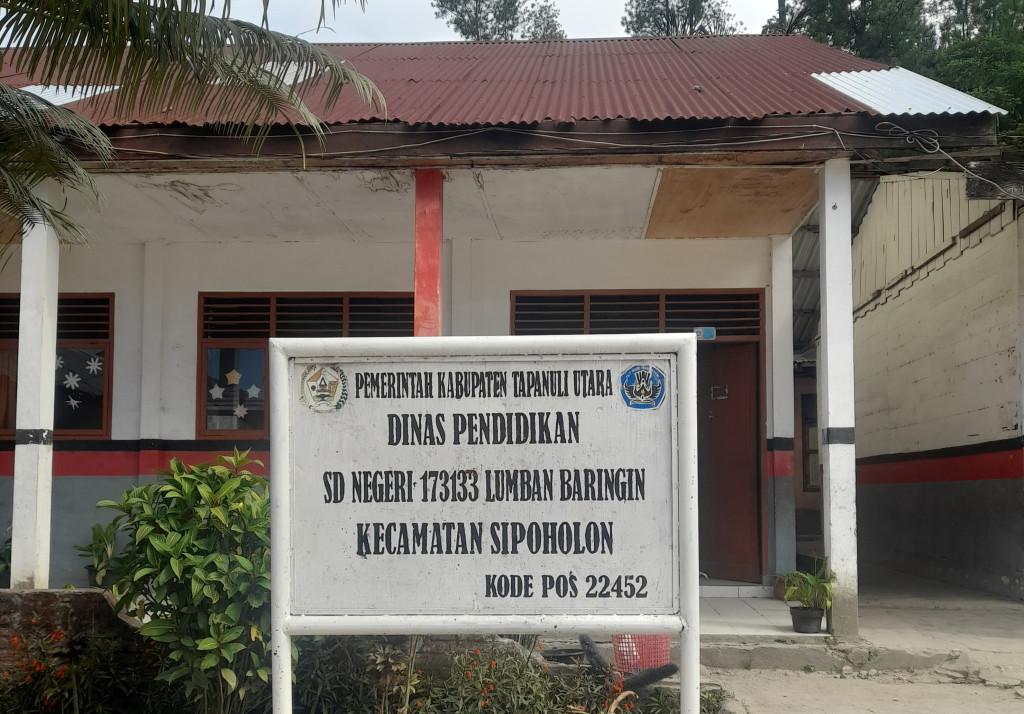 PEMERINTAH KABUPATEN TAPANULI UTARA
DINAS PENDIDIKAN
SD NEGERI 173133 LUMBAN BARINGIN
KECAMATAN SIPOHOLON
KODE POS 22452